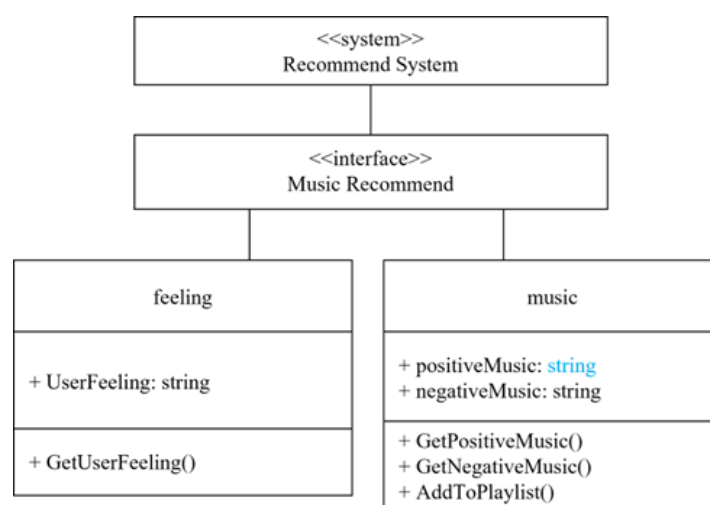 <<system>>
Recommend System
<<interface>>
Music Recommend
feeling
+ UserFeeling: string
+ GetUserFeeling()
music
+ positiveMusic: string
+ negativeMusic: string
+ GetPositiveMusic()
+ GetNegativeMusic()
+ AddToPlaylist()